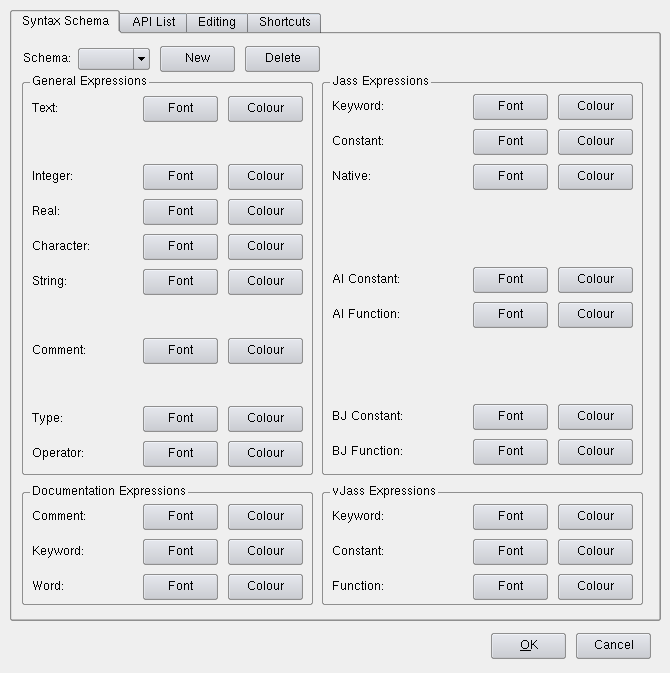 Syntax Schema API List Editing Shortcuts
Schema: New Delete
General Expressions
Text: Font Colour
Integer: Font Colour
Real: Font Colour
Character: Font Colour
String: Font Colour
Comment: Font Colour
Type: Font Colour
Operator: Font Colour
Jass Expressions
Keyword: Font Colour
Constant: Font Colour
Native: Font Colour
AI Constant: Font Colour
AI Function: Font Colour
BJ Constant: Font Colour
BJ Function: Font Colour
Documentation Expressions
Comment: Font Colour
Keyword: Font Colour
Word: Font Colour
vJass Expressions
Keyword: Font Colour
Constant: Font Colour
Function: Font Colour
OK Cancel